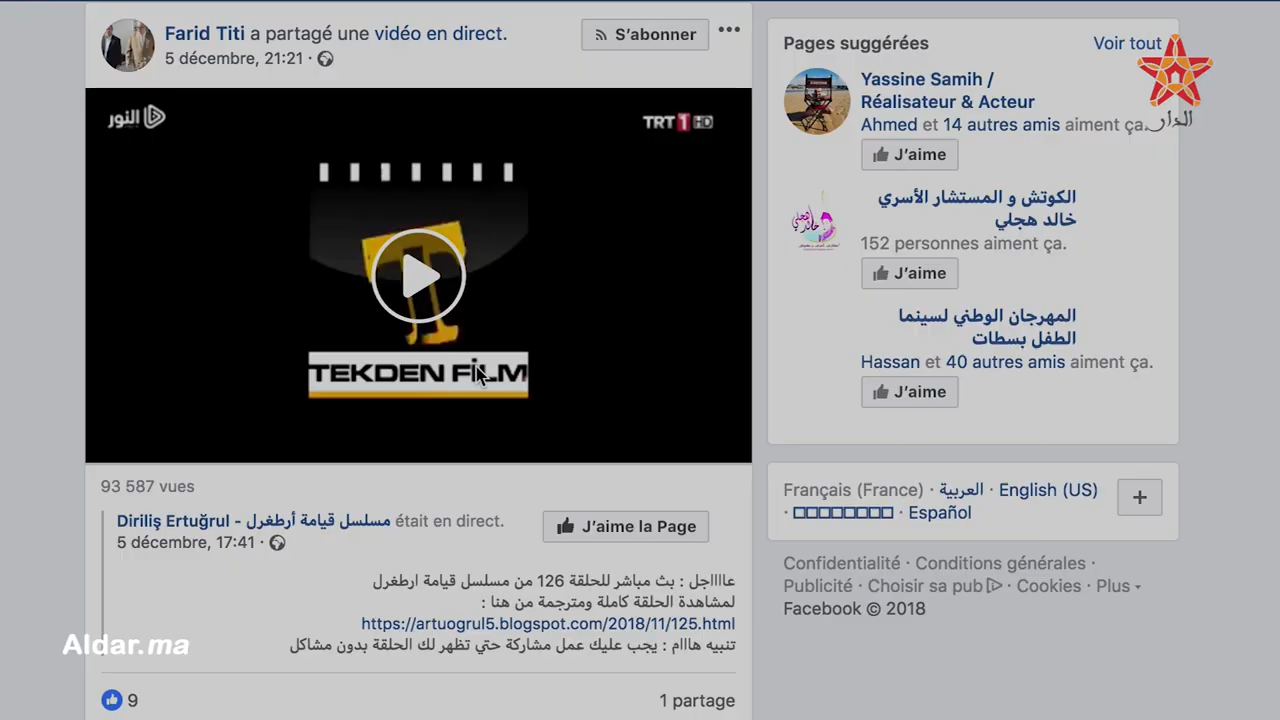 Farid Titi a partagé une vidéo en direct.
5 décembre, 21:21 ·
S'abonner
النور
TRT 1 HD
TEKDEN FİLM
93 587 vues
Diriliş Ertuğrul - مسلسل قيامة أرطغرل était en direct.
5 décembre, 17:41 ·
J'aime la Page
عااااجل : بث مباشر للحلقة 126 من مسلسل قيامة ارطغرل
لمشاهدة الحلقة كاملة ومترجمة من هنا :
https://artuogrul5.blogspot.com/2018/11/125.html
تنبيه هااام : يجب عليك عمل مشاركة حتي تظهر لك الحلقة بدون مشاكل
9
1 partage
Aldar.ma
Pages suggérées
Voir tout
الدار
Yassine Samih /
Réalisateur & Acteur
Ahmed et 14 autres amis aiment ça.
J'aime
الكوتش و المستشار الأسري
خالد هجلي
152 personnes aiment ça.
J'aime
المهرجان الوطني لسينما
الطفل بسطات
Hassan et 40 autres amis aiment ça.
J'aime
Français (France) · العربية · English (US)
· Español
Confidentialité · Conditions générales ·
Publicité · Choisir sa pub · Cookies · Plus
Facebook © 2018